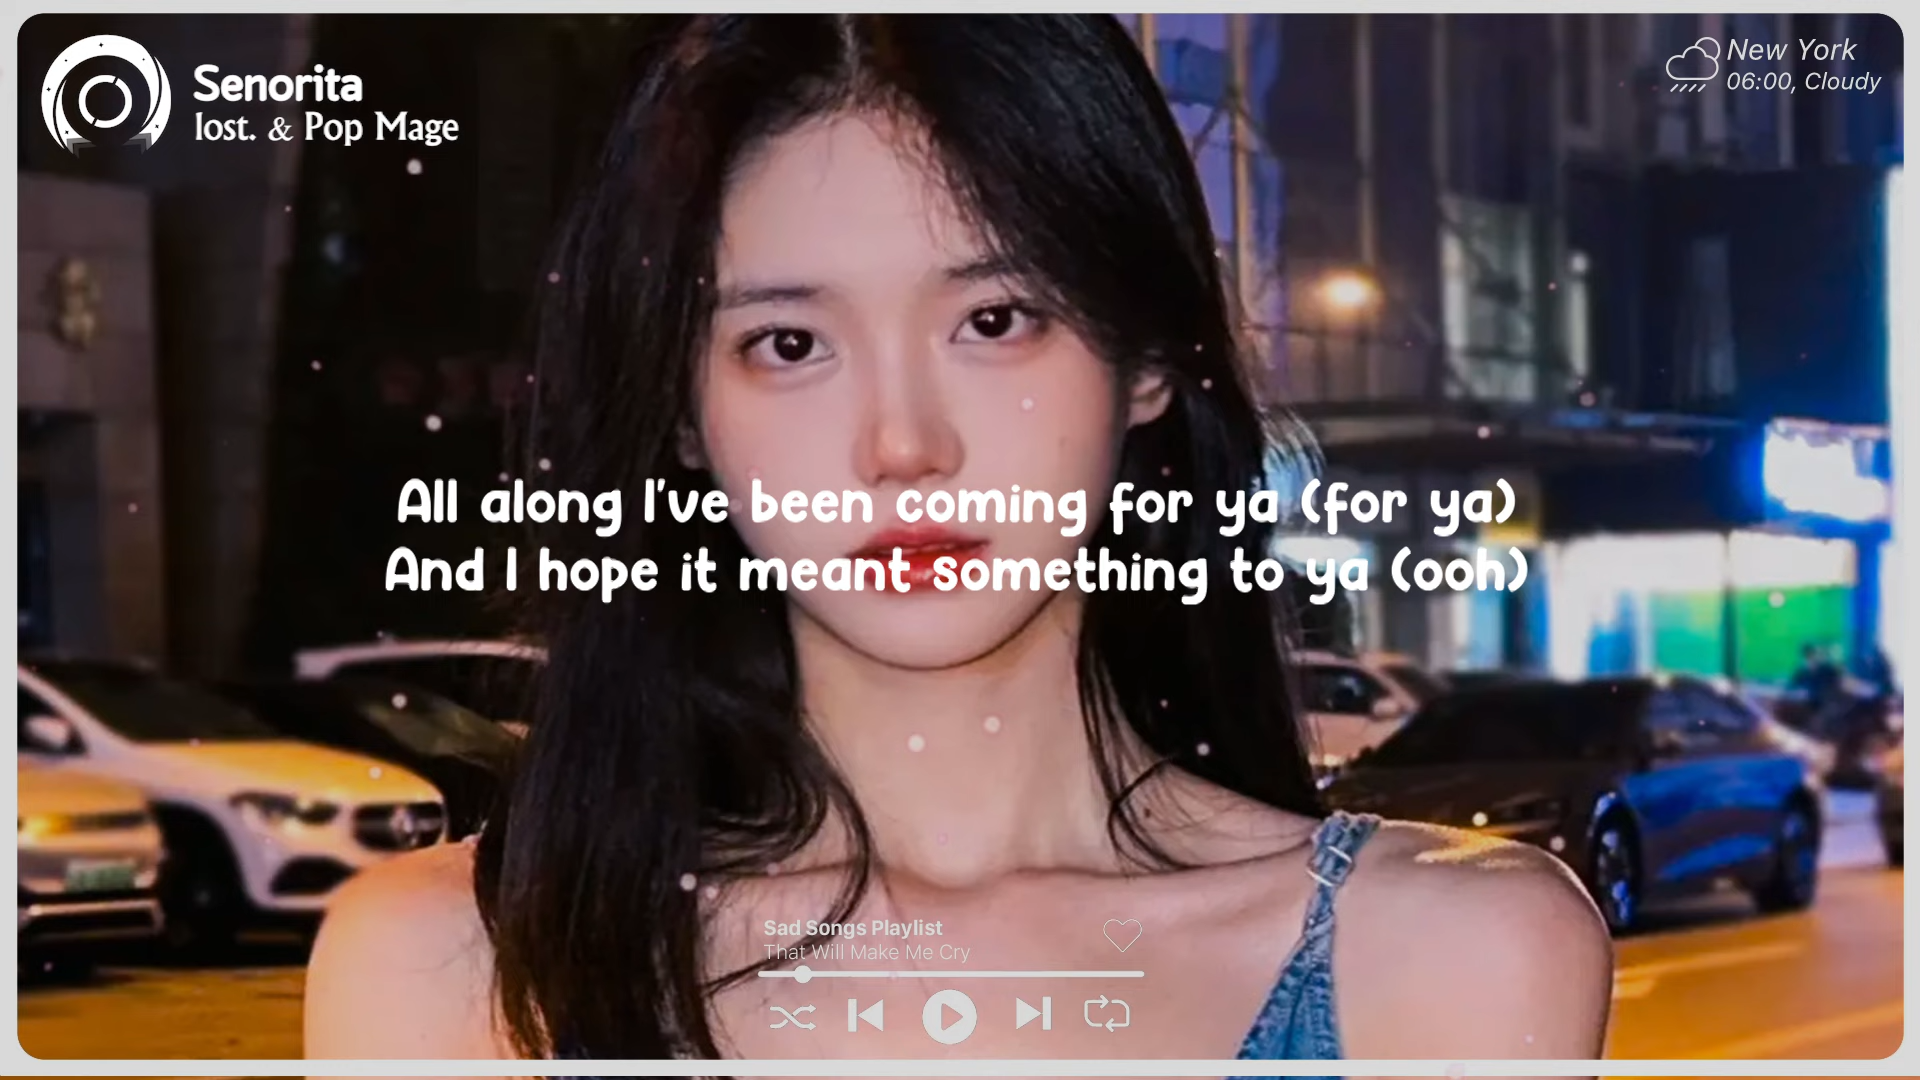 Senorita
lost. & Pop Mage
New York
06:00, Cloudy
All along I've been coming for ya (for ya)
And I hope it meant something to ya (ooh)
Sad Songs Playlist
That Will Make Me Cry